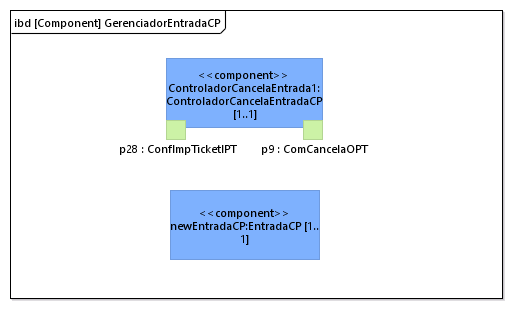 ibd [Component] GerenciadorEntradaCP
<<component>>
ControladorCancelaEntrada1:
ControladorCancelaEntradaCP
[1..1]
p28 : ConfImpTicketIPT
p9 : ComCancelaOPT
<<component>>
newEntradaCP:EntradaCP [1..
1]